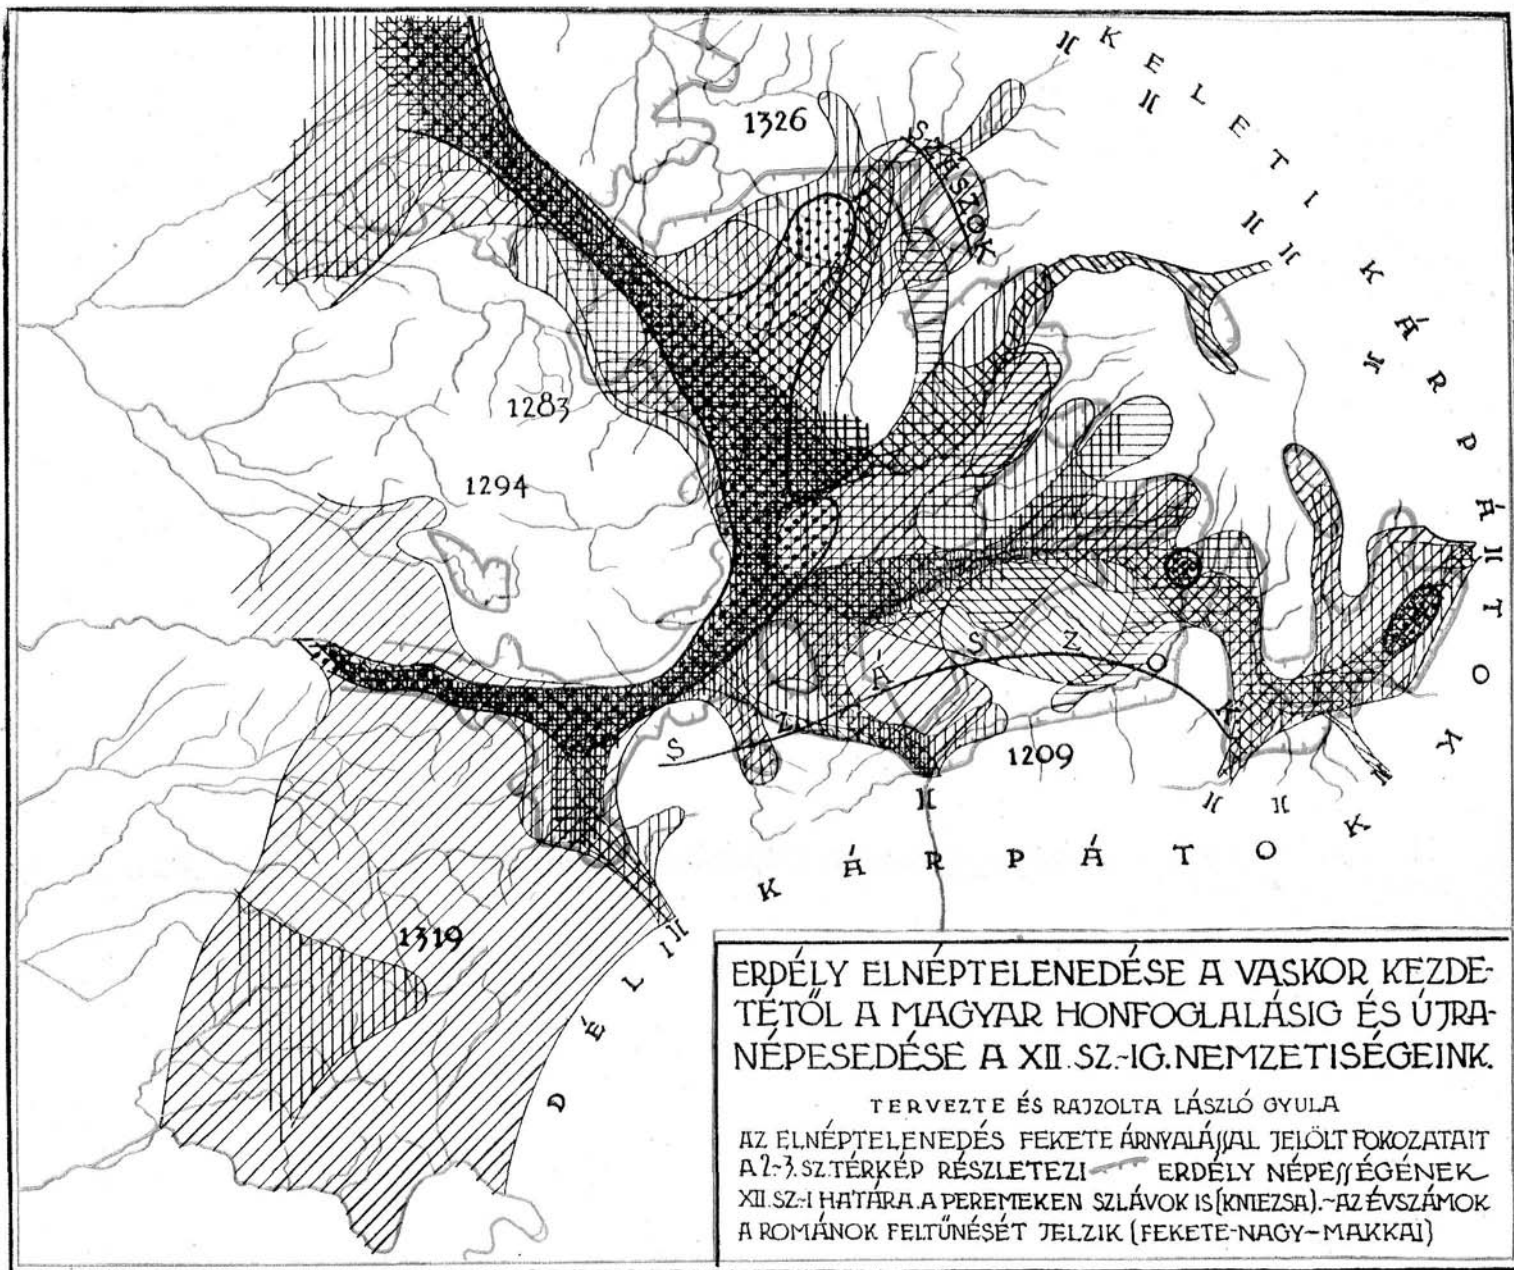 KELETI KÁRPÁTOK
1326
SZÁSZOK
1283
1294
SZÁSZOK
1209
1319
DÉLI KÁRPÁTOK
ERDÉLY ELNÉPTELENEDÉSE A VASKOR KEZDE-
TÉTŐL A MAGYAR HONFOGLALÁSIG ÉS ÚJRA-
NÉPESEDÉSE A XII. SZ.-IG. NEMZETISÉGEINK.
TERVEZTE ÉS RAJZOLTA LÁSZLÓ GYULA
AZ ELNÉPTELENEDÉS FEKETE ÁRNYALÁSSAL JELÖLT FOKOZATAIT
A 2-3. SZ. TÉRKÉP RÉSZLETEZI ERDÉLY NÉPESSÉGÉNEK
XII. SZ-I HATÁRA. A PEREMEKEN SZLÁVOK IS (KNIEZSA).~AZ ÉVSZÁMOK
A ROMÁNOK FELTŰNÉSÉT JELZIK (FEKETE-NAGY-MAKKAI)